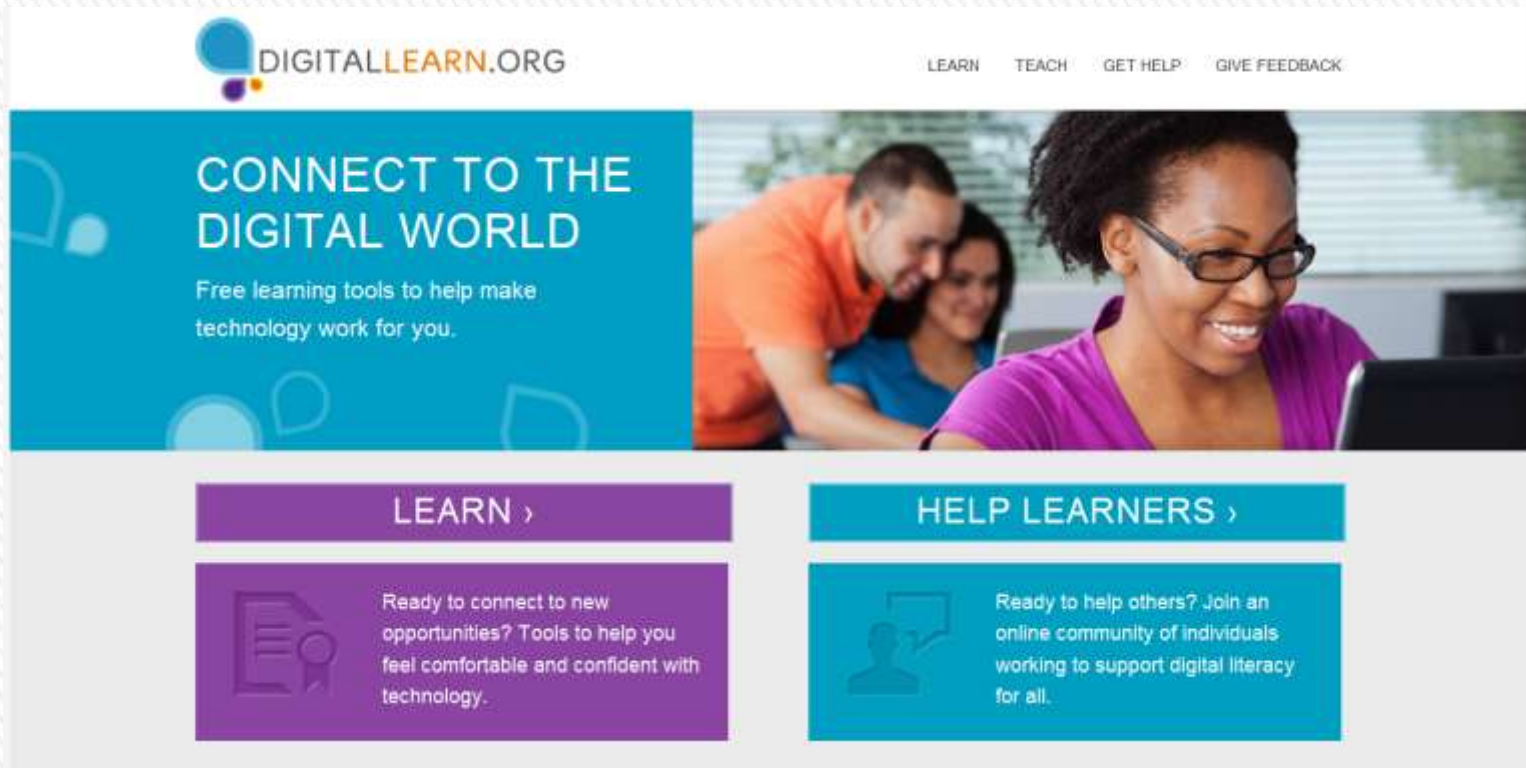 DIGITALLEARN.ORG
LEARN TEACH GET HELP GIVE FEEDBACK
CONNECT TO THE
DIGITAL WORLD
Free learning tools to help make
technology work for you.
LEARN ›
Ready to connect to new
opportunities? Tools to help you
feel comfortable and confident with
technology.
HELP LEARNERS ›
Ready to help others? Join an
online community of individuals
working to support digital literacy
for all.